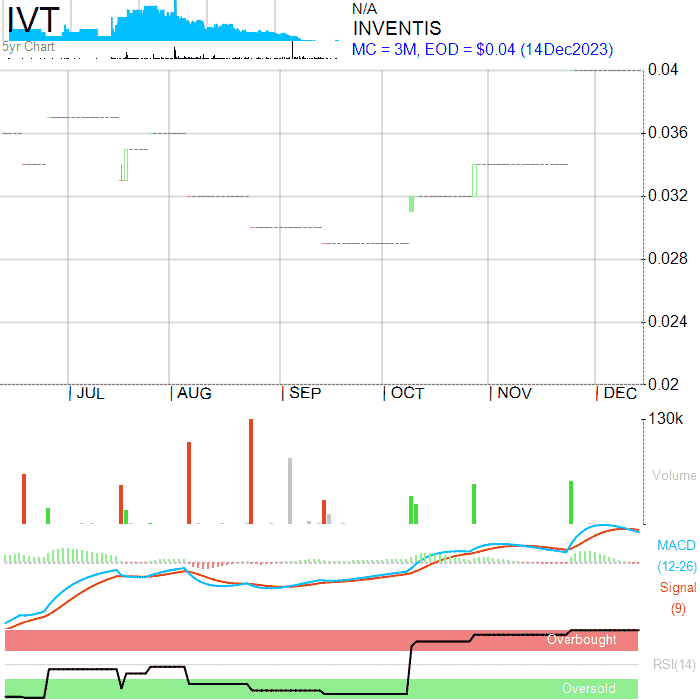 IVT
5yr Chart
N/A
INVENTIS
MC = 3M, EOD = $0.04 (14Dec2023)
0.04
0.036
0.032
0.028
0.024
0.02
JUL AUG SEP OCT NOV DEC
130k
Volume
MACD
(12-26)
Signal
(9)
Overbought
RSI(14)
Oversold